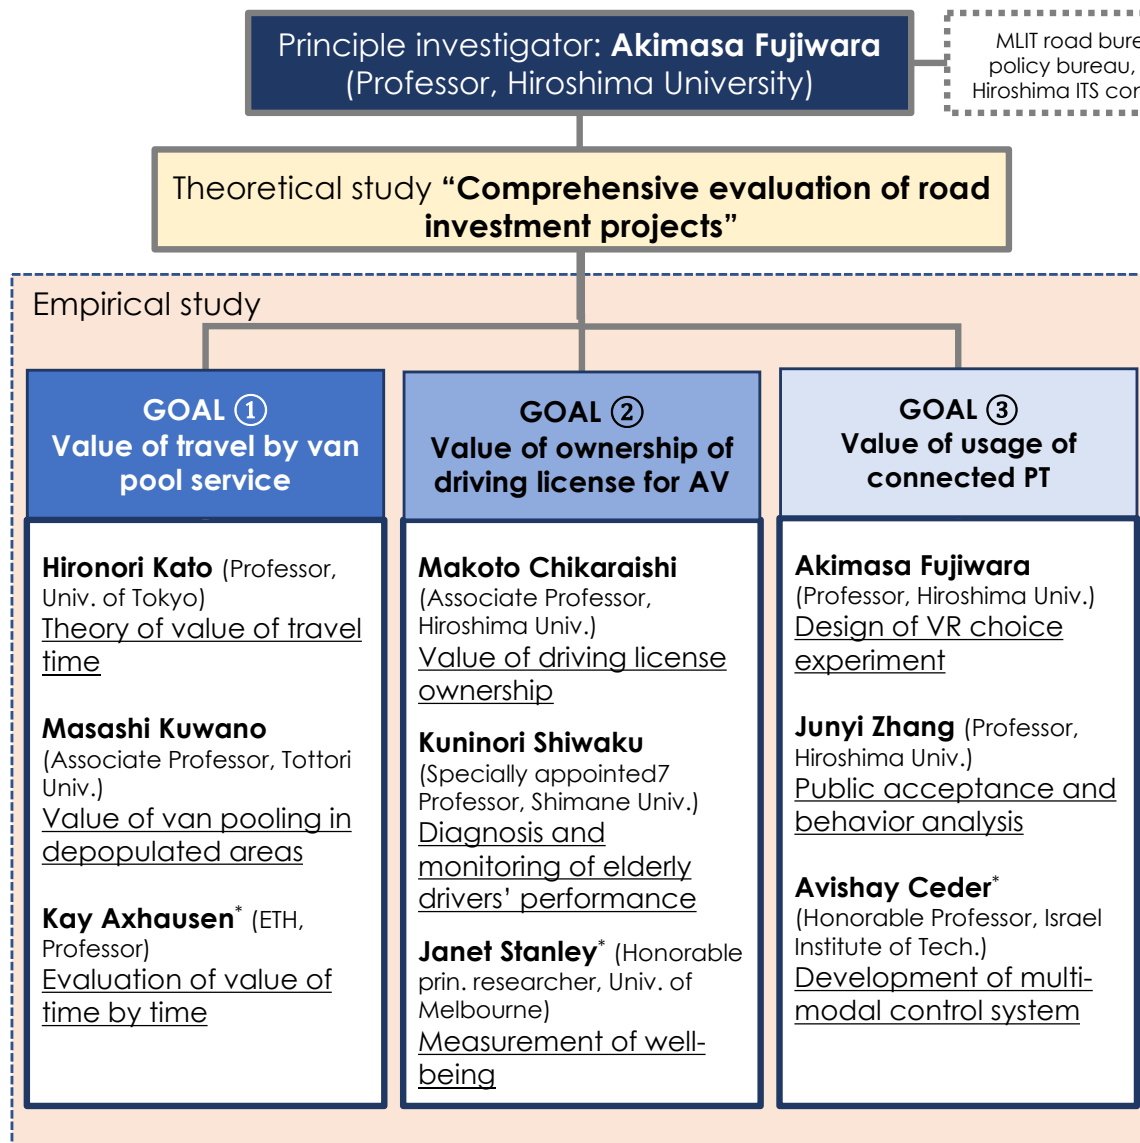 Principle investigator: Akimasa Fujiwara
(Professor, Hiroshima University)
MLIT road
policy bureau,
Hiroshima ITS
Theoretical study “Comprehensive evaluation of road
investment projects”
Empirical study
GOAL ①
Value of travel by van
pool service
Hironori Kato (Professor,
Univ. of Tokyo)
Theory of value of travel
time
Masashi Kuwano
(Associate Professor, Tottori
Univ.)
Value of van pooling in
depopulated areas
Kay Axhausen* (ETH,
Professor)
Evaluation of value of
time by time
GOAL ②
Value of ownership of
driving license for AV
Makoto Chikaraishi
(Associate Professor,
Hiroshima Univ.)
Value of driving license
ownership
Kuninori Shiwaku
(Specially appointed7
Professor, Shimane Univ.)
Diagnosis and
monitoring of elderly
drivers’ performance
Janet Stanley* (Honorable
prin. researcher, Univ. of
Melbourne)
Measurement of well-
being
GOAL ③
Value of usage of
connected PT
Akimasa Fujiwara
(Professor, Hiroshima Univ.)
Design of VR choice
experiment
Junyi Zhang (Professor,
Hiroshima Univ.)
Public acceptance and
behavior analysis
Avishay Ceder*
(Honorable Professor, Israel
Institute of Tech.)
Development of multi-
modal control system